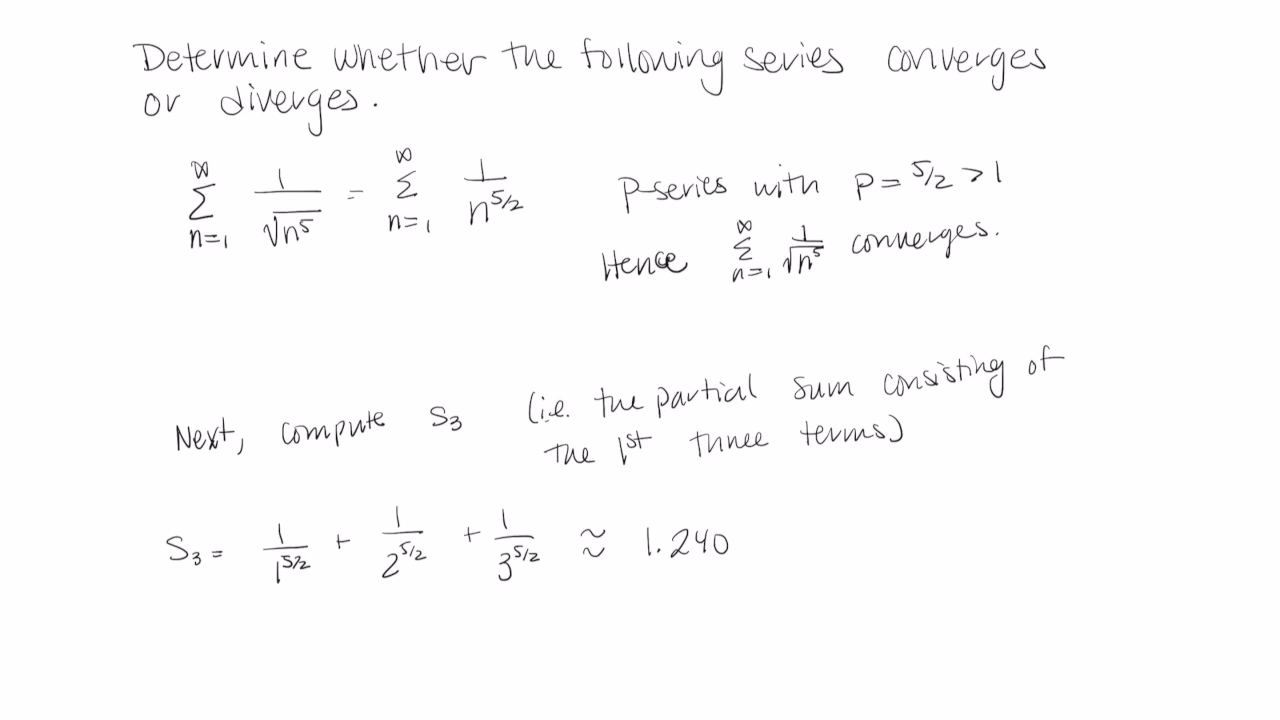 Determine whether the following series converges
or diverges.
∞∑n=1 1/√n⁵ = ∞∑n=1 1/n^5/2 P-series with p = 5/2 > 1
Hence ∞∑n=1 1/√n⁵ converges.
Next, compute S₃ (i.e. the partial sum consisting of
the 1st three terms)
S₃ = 1/1^5/2 + 1/2^5/2 + 1/3^5/2 ≈ 1.240